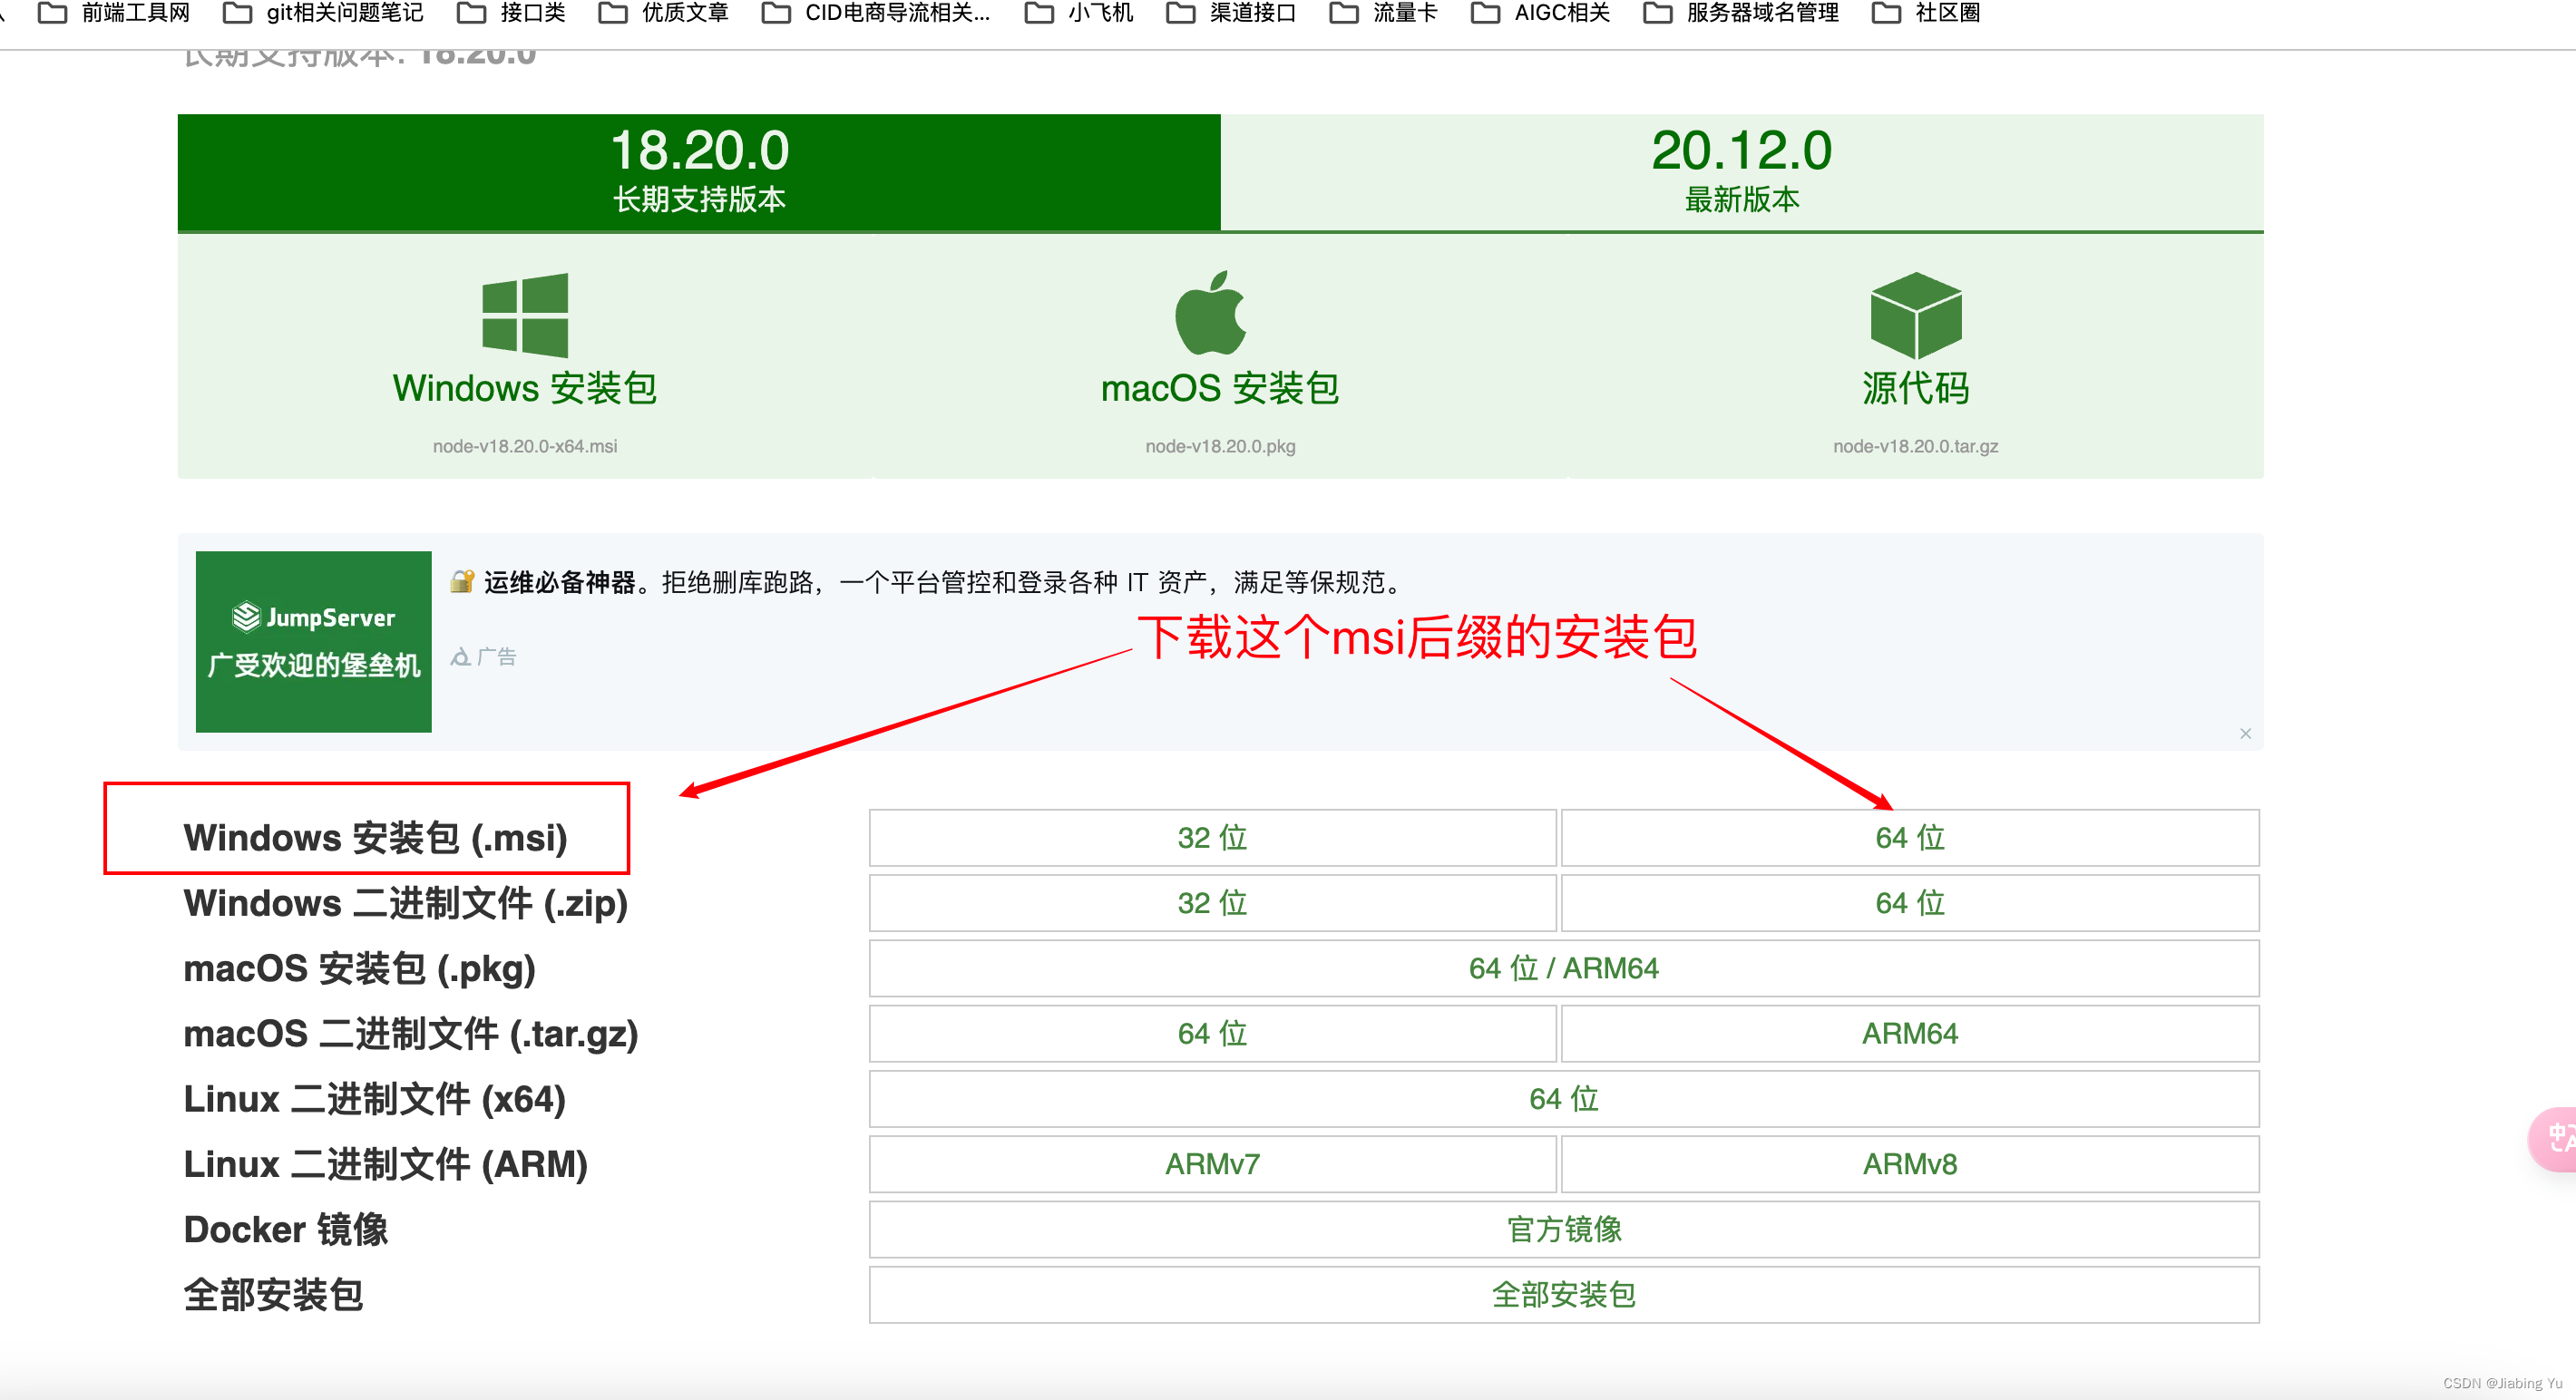 前端工具网 git相关问题笔记 接口类 优质文章 CID电商导流相关... 小飞机 渠道接口 流量卡 AIGC相关 服务器域名管理 社区圈
长期支持版本: 18.20.0
18.20.0
长期支持版本
20.12.0
最新版本
Windows 安装包
node-v18.20.0-x64.msi
macOS 安装包
node-v18.20.0.pkg
源代码
node-v18.20.0.tar.gz
JumpServer
广受欢迎的堡垒机
运维必备神器。拒绝删库跑路，一个平台管控和登录各种 IT 资产，满足等保规范。
广告
下载这个msi后缀的安装包
Windows 安装包 (.msi) 32 位 64 位
Windows 二进制文件 (.zip) 32 位 64 位
macOS 安装包 (.pkg) 64 位 / ARM64
macOS 二进制文件 (.tar.gz) 64 位 ARM64
Linux 二进制文件 (x64) 64 位
Linux 二进制文件 (ARM) ARMv7 ARMv8
Docker 镜像 官方镜像
全部安装包 全部安装包
中
CSDN @Jiabing Yu